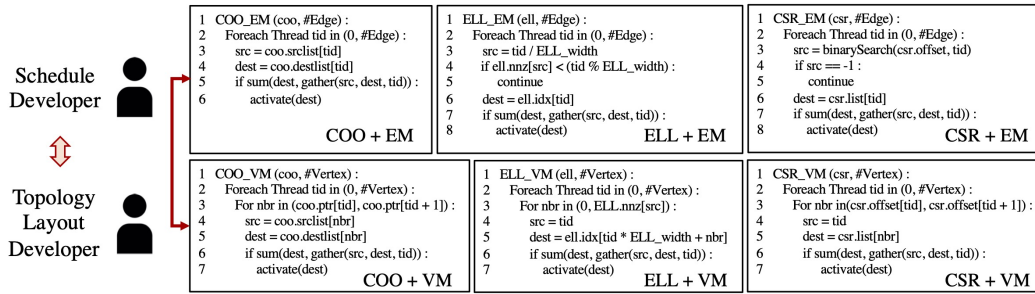 Schedule
Developer
Topology
Layout
Developer
1 COO_EM (coo, #Edge) :
2 Foreach Thread tid in (0, #Edge) :
3 src = coo.srclist[tid]
4 dest = coo.destlist[tid]
5 if sum(dest, gather(src, dest, tid)) :
6 activate(dest)
COO + EM
1 ELL_EM (ell, #Edge) :
2 Foreach Thread tid in (0, #Edge) :
3 src = tid / ELL_width
4 if ell.nnz[src] < (tid % ELL_width) :
5 continue
6 dest = ell.idx[tid]
7 if sum(dest, gather(src, dest, tid)) :
8 activate(dest)
ELL + EM
1 CSR_EM (csr, #Edge) :
2 Foreach Thread tid in (0, #Edge) :
3 src = binarySearch(csr.offset, tid)
4 if src == -1 :
5 continue
6 dest = csr.list[tid]
7 if sum(dest, gather(src, dest, tid)) :
8 activate(dest)
CSR + EM
1 COO_VM (coo, #Vertex) :
2 Foreach Thread tid in (0, #Vertex) :
3 For nbr in (coo.ptr[tid], coo.ptr[tid + 1]) :
4 src = coo.srclist[nbr]
5 dest = coo.destlist[nbr]
6 if sum(dest, gather(src, dest, tid)) :
7 activate(dest)
COO + VM
1 ELL_VM (ell, #Vertex) :
2 Foreach Thread tid in (0, #Vertex) :
3 For nbr in (0, ELL.nnz[src]) :
4 src = tid
5 dest = ell.idx[tid * ELL_width + nbr]
6 if sum(dest, gather(src, dest, tid)) :
7 activate(dest)
ELL + VM
1 CSR_VM (csr, #Vertex) :
2 Foreach Thread tid in (0, #Vertex) :
3 For nbr in(csr.offset[tid], csr.offset[tid + 1]) :
4 src = tid
5 dest = csr.list[nbr]
6 if sum(dest, gather(src, dest, tid)) :
7 activate(dest)
CSR + VM